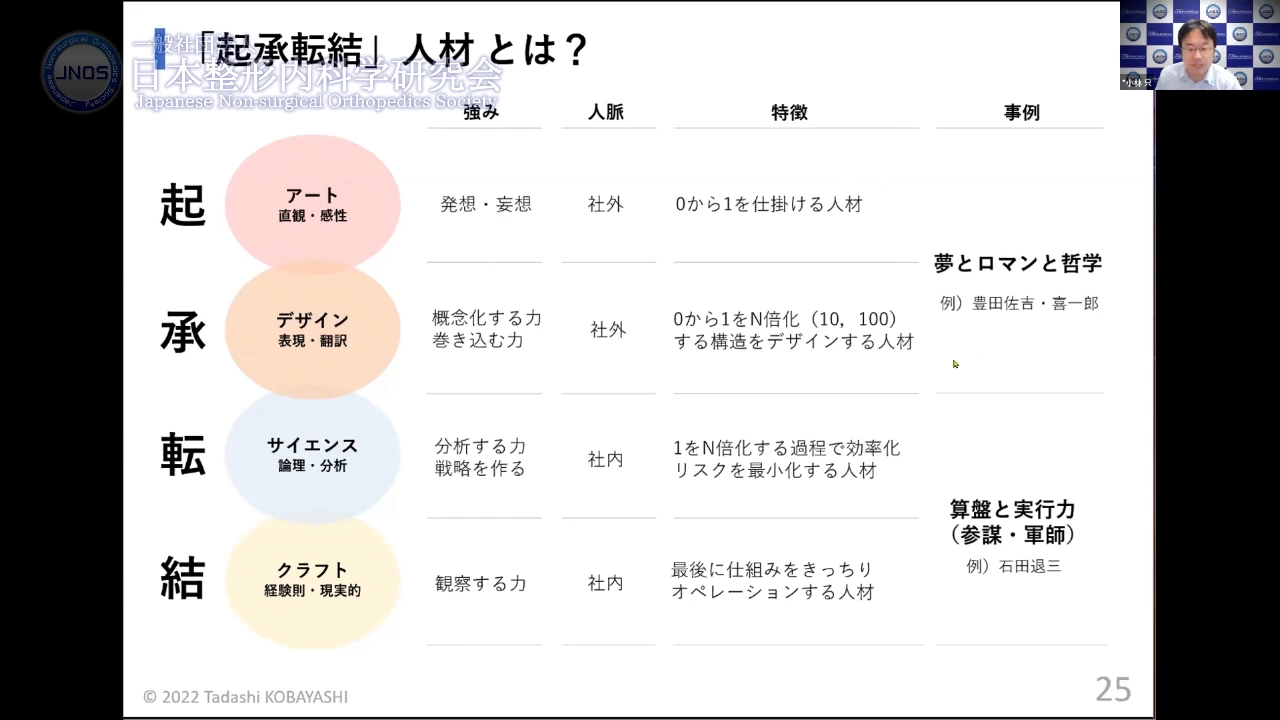 「起承転結」人材 とは？
一般社団法人
日本整形内科学研究会
Japanese Non-surgical Orthopedics Society
JNOS
Japanese Non-surgical Orthopedics Society
小林 只
強み 人脈 特徴 事例
起
アート
直観・感性
発想・妄想
社外
0から1を仕掛ける人材
夢とロマンと哲学
例）豊田佐吉・喜一郎
承
デザイン
表現・翻訳
概念化する力
巻き込む力
社外
0から1をN倍化（10，100）
する構造をデザインする人材
転
サイエンス
論理・分析
分析する力
戦略を作る
社内
1をN倍化する過程で効率化
リスクを最小化する人材
算盤と実行力
（参謀・軍師）
例）石田退三
結
クラフト
経験則・現実的
観察する力
社内
最後に仕組みをきっちり
オペレーションする人材
© 2022 Tadashi KOBAYASHI
25